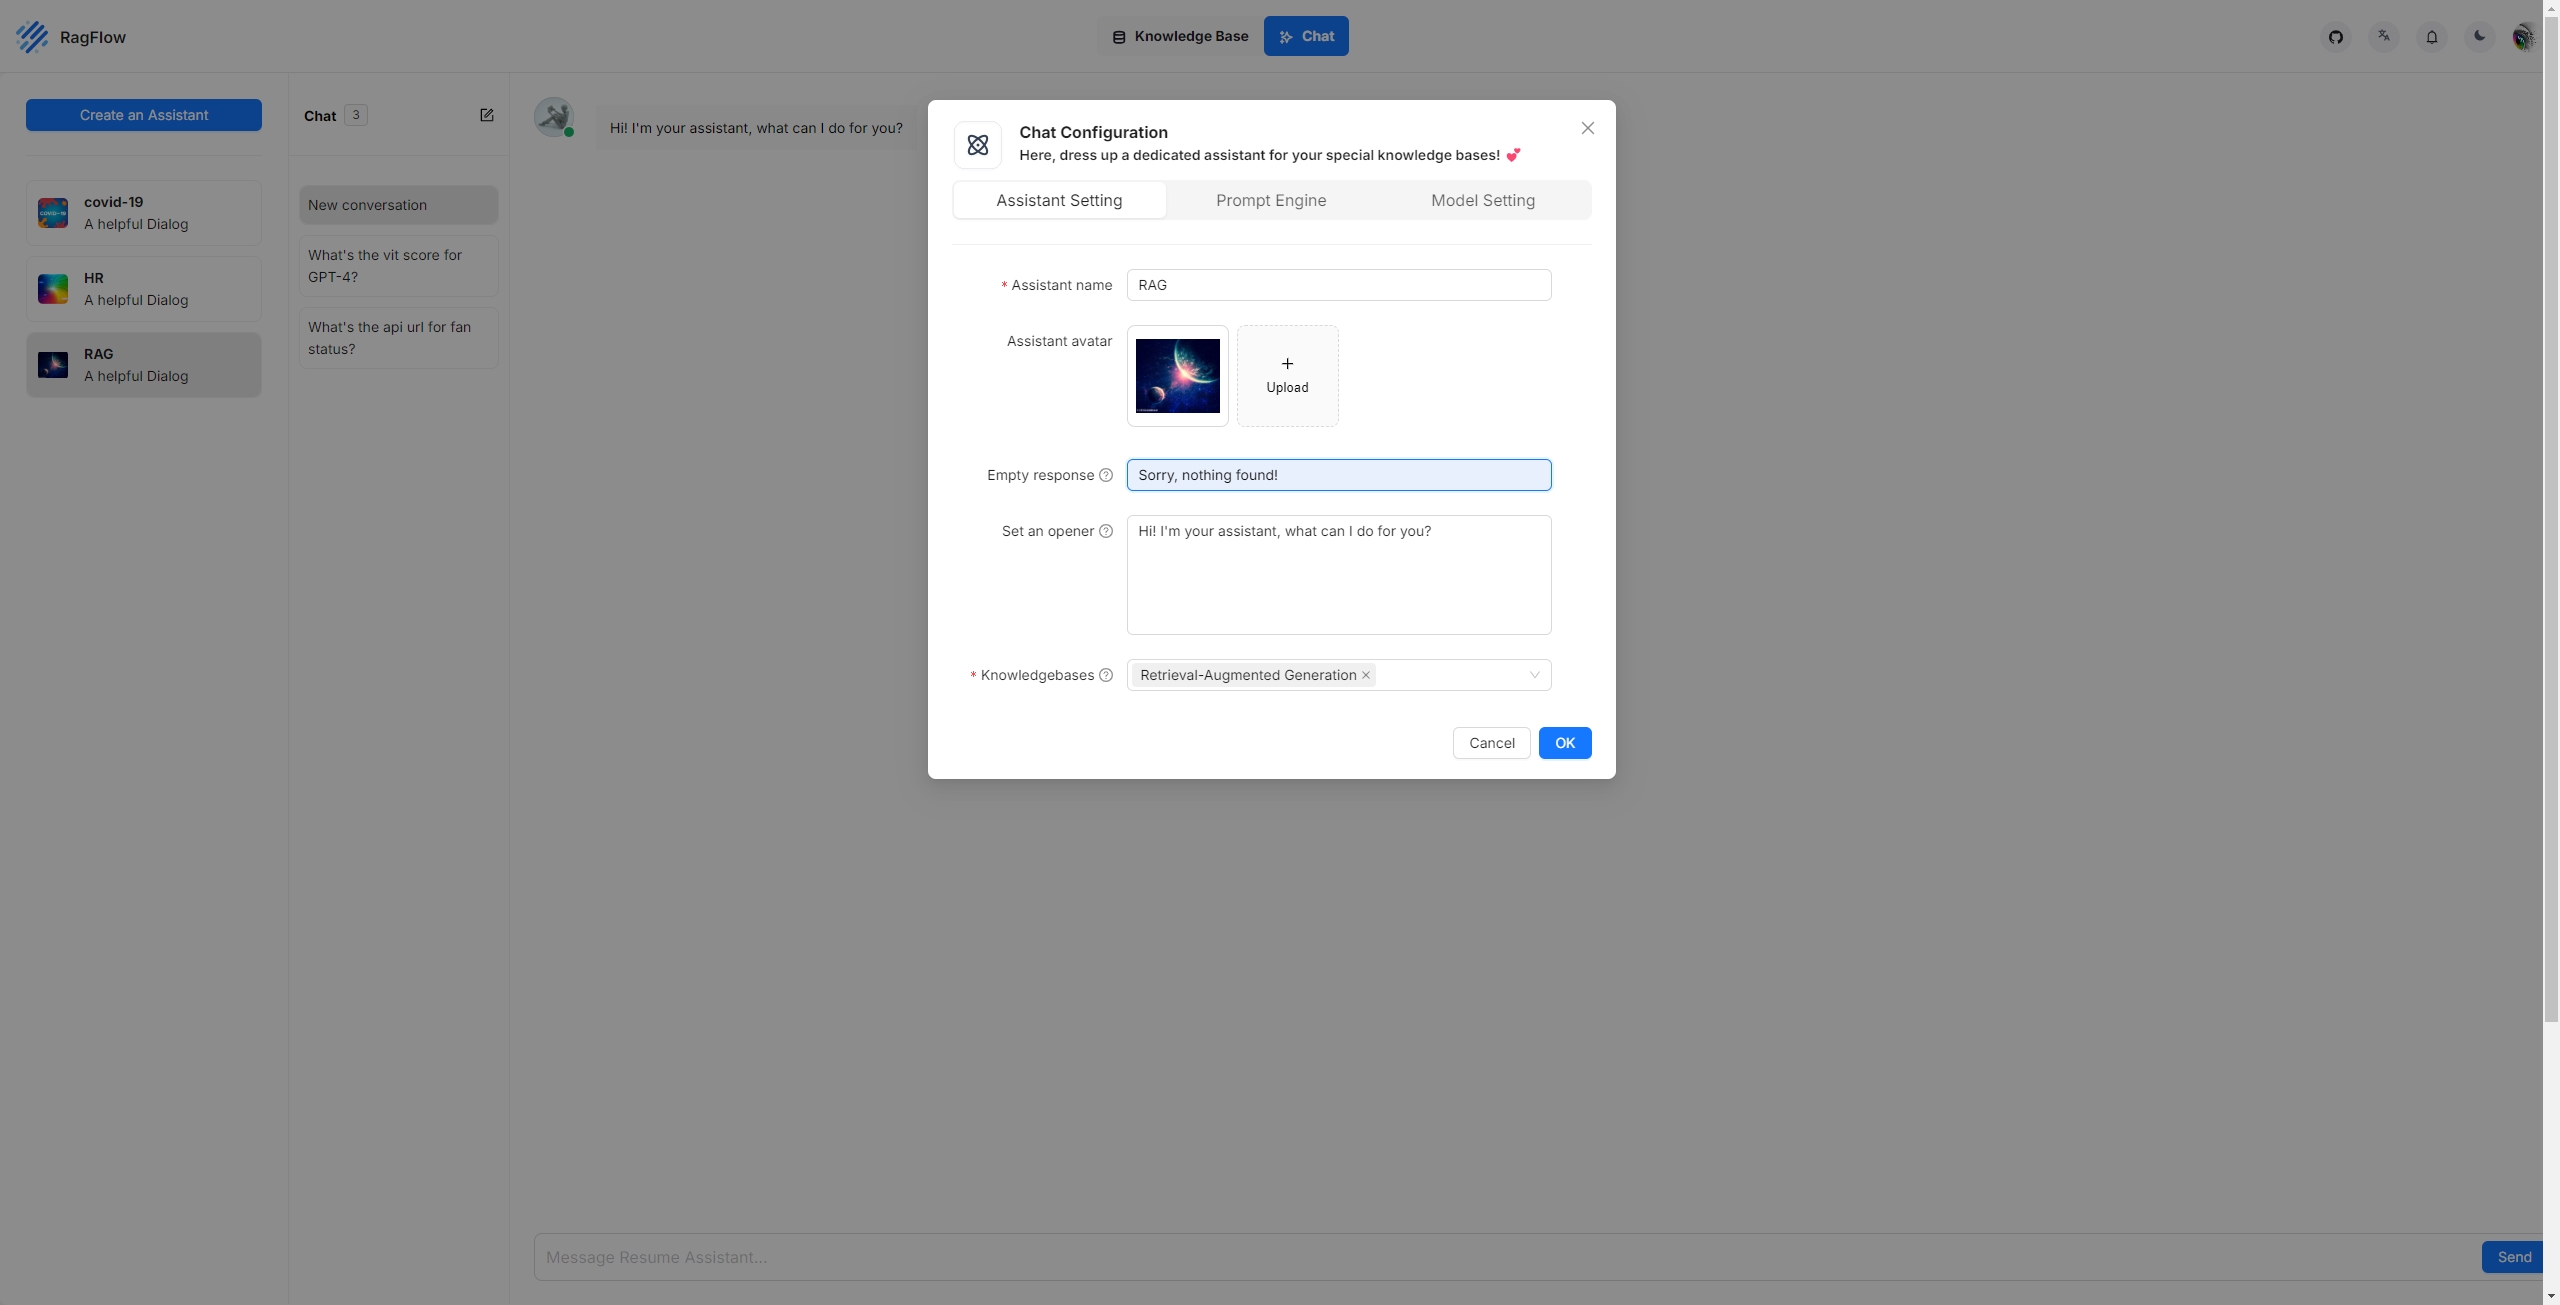 RagFlow
Knowledge Base
Chat
Create an Assistant
covid-19
A helpful Dialog
HR
A helpful Dialog
RAG
A helpful Dialog
Chat 3
New conversation
What's the vit score for
GPT-4?
What's the api url for fan
status?
Hi! I'm your assistant, what can I do for you?
Chat Configuration
Here, dress up a dedicated assistant for your special knowledge bases! 💕
Assistant Setting
Prompt Engine
Model Setting
* Assistant name
RAG
Assistant avatar
+
Upload
Empty response
Sorry, nothing found!
Set an opener
Hi! I'm your assistant, what can I do for you?
* Knowledgebases
Retrieval-Augmented Generation
Cancel
OK
Message Resume Assistant...
Send